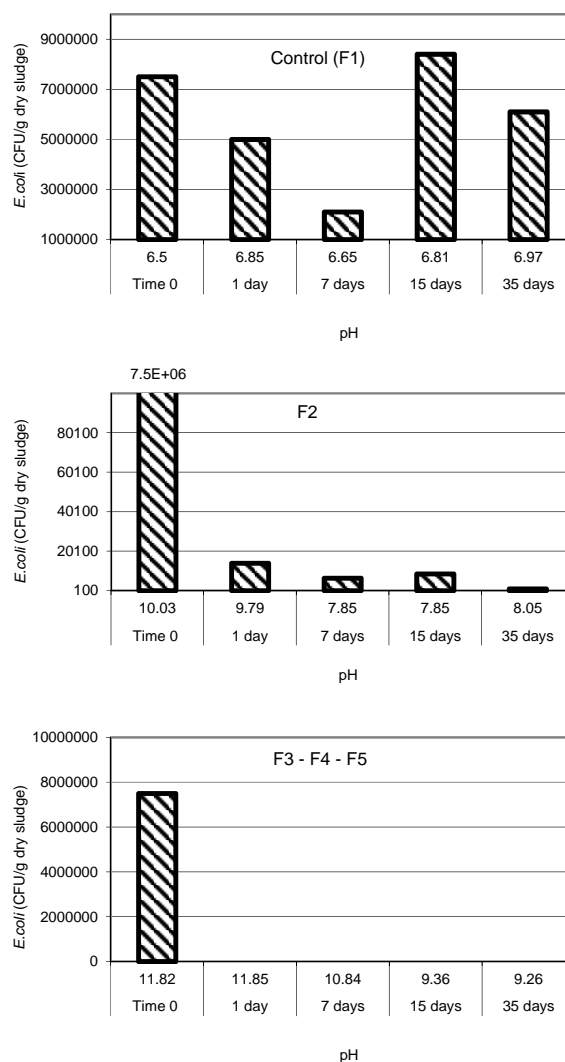 9000000
Control (F1)
7000000
5000000
3000000
1000000
E.coli (CFU/g dry sludge)
6.5 6.85 6.65 6.81 6.97
Time 0 1 day 7 days 15 days 35 days
pH
7.5E+06
F2
80100
60100
40100
20100
100
E.coli (CFU/g dry sludge)
10.03 9.79 7.85 7.85 8.05
Time 0 1 day 7 days 15 days 35 days
pH
10000000
F3 - F4 - F5
8000000
6000000
4000000
2000000
0
E.coli (CFU/g dry sludge)
11.82 11.85 10.84 9.36 9.26
Time 0 1 day 7 days 15 days 35 days
pH